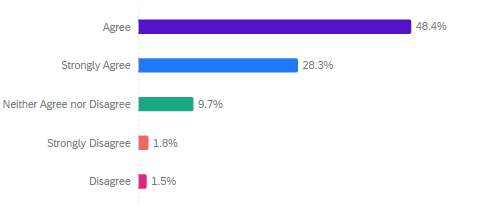 Agree 48.4%
Strongly Agree 28.3%
Neither Agree nor Disagree 9.7%
Strongly Disagree 1.8%
Disagree 1.5%